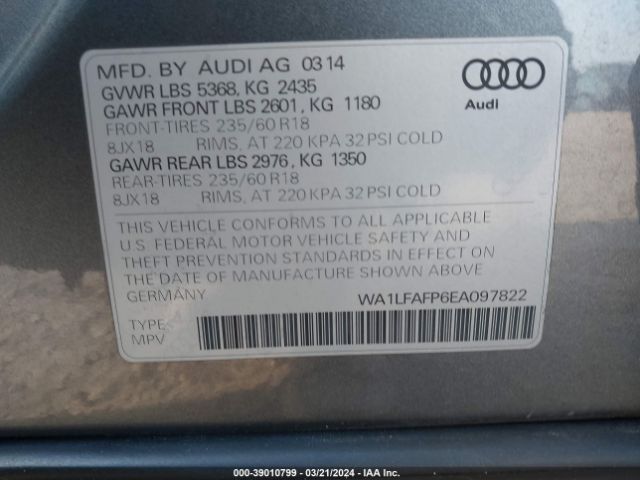 MFD. BY AUDI AG 03 14
GVWR LBS 5368, KG 2435
GAWR FRONT LBS 2601, KG 1180
FRONT-TIRES 235/60 R18
8JX18 RIMS, AT 220 KPA 32 PSI COLD
GAWR REAR LBS 2976, KG 1350
REAR-TIRES 235/60 R18
8JX18 RIMS, AT 220 KPA 32 PSI COLD
Audi
THIS VEHICLE CONFORMS TO ALL APPLICABLE
U.S. FEDERAL MOTOR VEHICLE SAFETY AND
THEFT PREVENTION STANDARDS IN EFFECT ON
THE DATE OF MANUFACTURE SHOWN ABOVE
GERMANY WA1LFAFP6EA097822
TYPE:
MPV
000-39010799 — 03/21/2024 — IAA Inc.